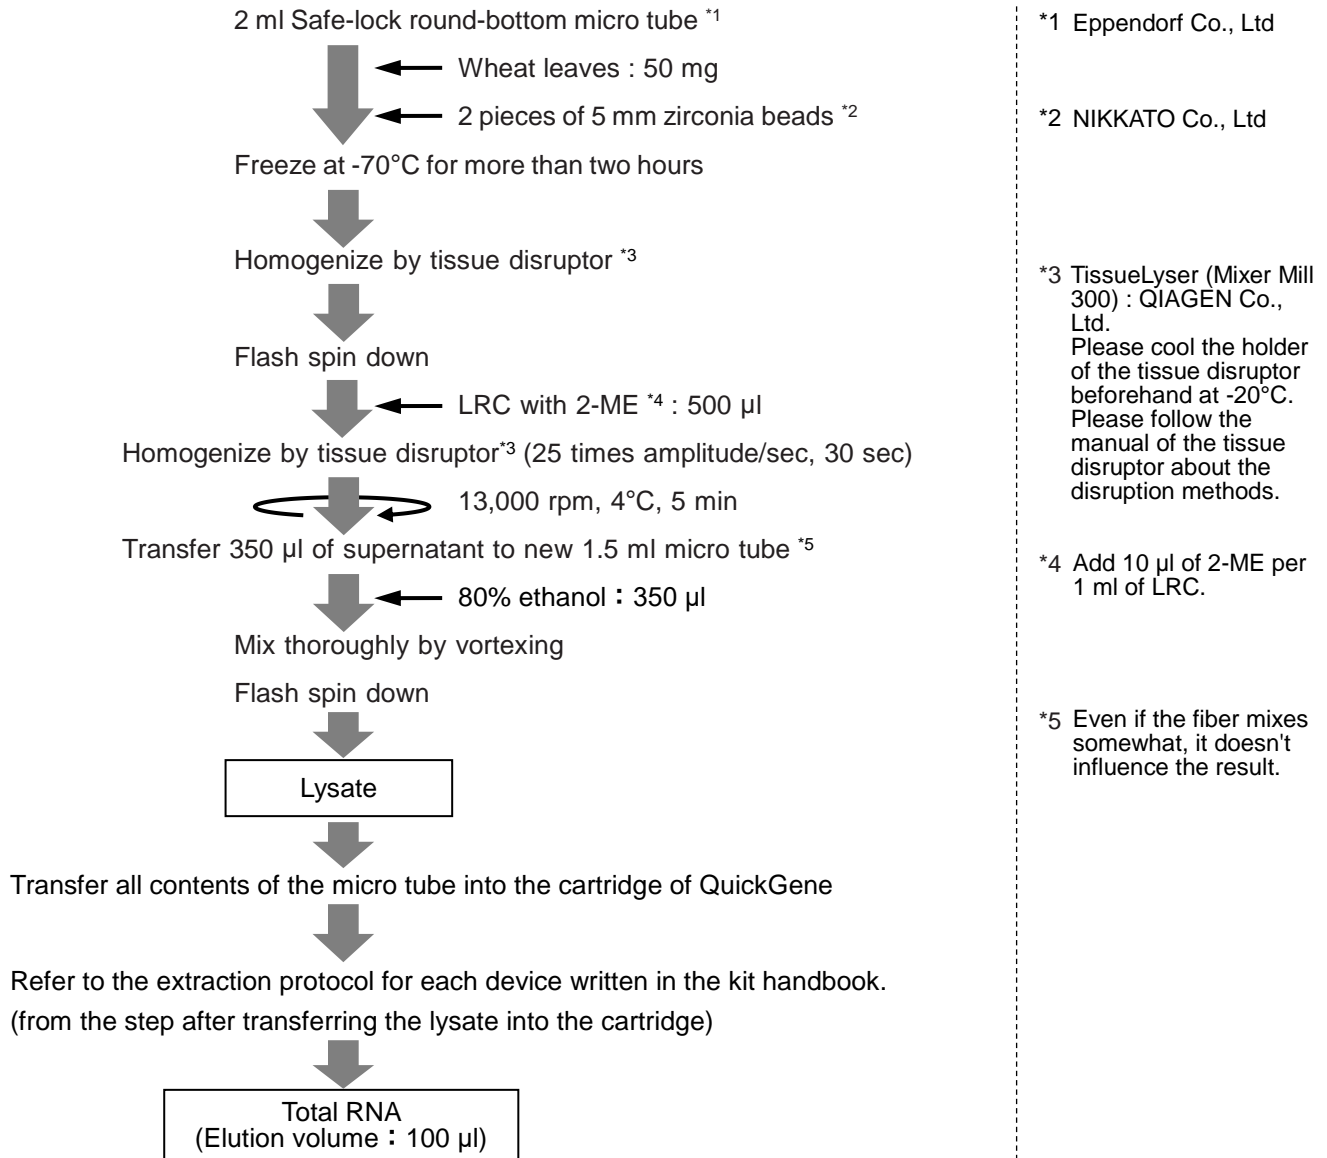 2 ml Safe-lock round-bottom micro tube *1
Wheat leaves : 50 mg
2 pieces of 5 mm zirconia beads *2
Freeze at -70°C for more than two hours
Homogenize by tissue disruptor *3
Flash spin down
LRC with 2-ME *4 : 500 µl
Homogenize by tissue disruptor*3 (25 times amplitude/sec, 30 sec)
13,000 rpm, 4°C, 5 min
Transfer 350 µl of supernatant to new 1.5 ml micro tube *5
80% ethanol：350 µl
Mix thoroughly by vortexing
Flash spin down
Lysate
Transfer all contents of the micro tube into the cartridge of QuickGene
Refer to the extraction protocol for each device written in the kit handbook.
(from the step after transferring the lysate into the cartridge)
Total RNA
(Elution volume：100 µl)
*1 Eppendorf Co., Ltd
*2 NIKKATO Co., Ltd
*3 TissueLyser (Mixer Mill
300) : QIAGEN Co.,
Ltd.
Please cool the holder
of the tissue disruptor
beforehand at -20°C.
Please follow the
manual of the tissue
disruptor about the
disruption methods.
*4 Add 10 µl of 2-ME per
1 ml of LRC.
*5 Even if the fiber mixes
somewhat, it doesn't
influence the result.